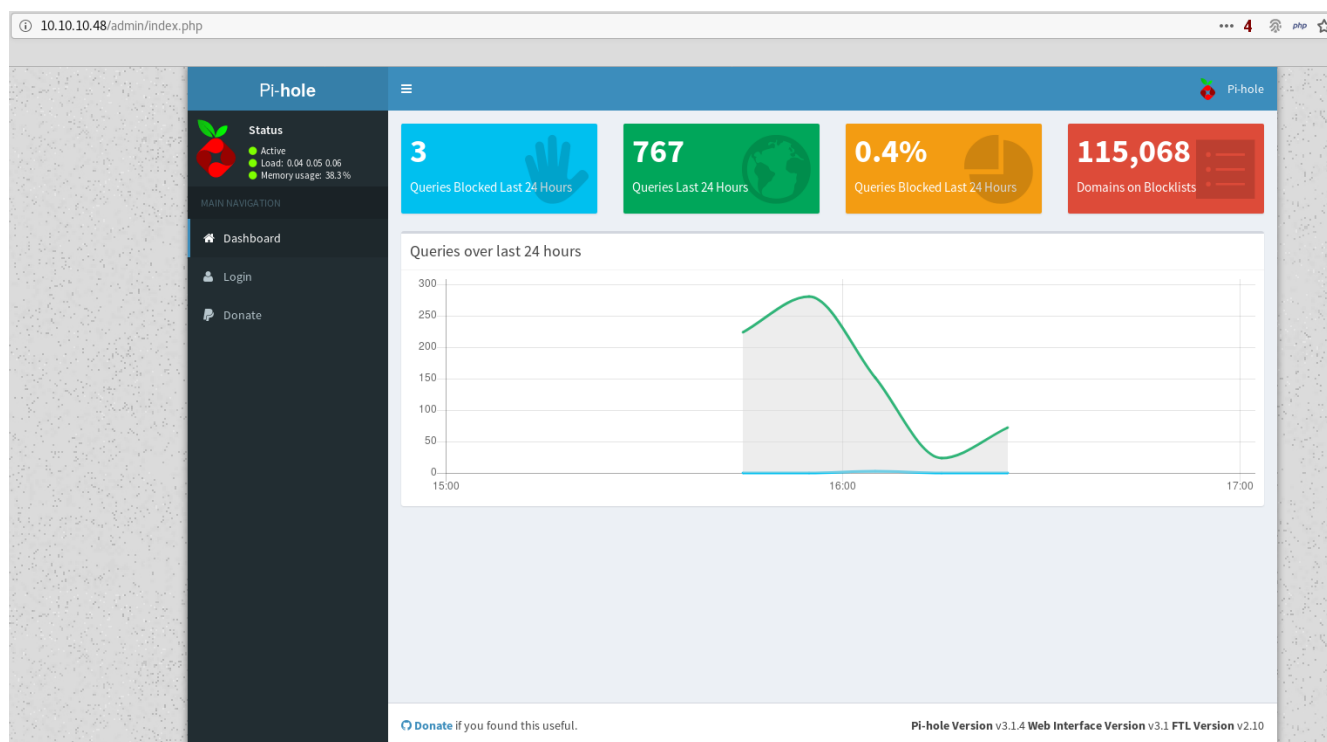 10.10.10.48/admin/index.php
4
php
Pi-hole
Pi-hole
Status
Active
Load: 0.04 0.05 0.06
Memory usage: 38.3 %
MAIN NAVIGATION
Dashboard
Login
Donate
3
Queries Blocked Last 24 Hours
767
Queries Last 24 Hours
0.4%
Queries Blocked Last 24 Hours
115,068
Domains on Blocklists
Queries over last 24 hours
300
250
200
150
100
50
0
15:00 16:00 17:00
Donate if you found this useful.
Pi-hole Version v3.1.4 Web Interface Version v3.1 FTL Version v2.10